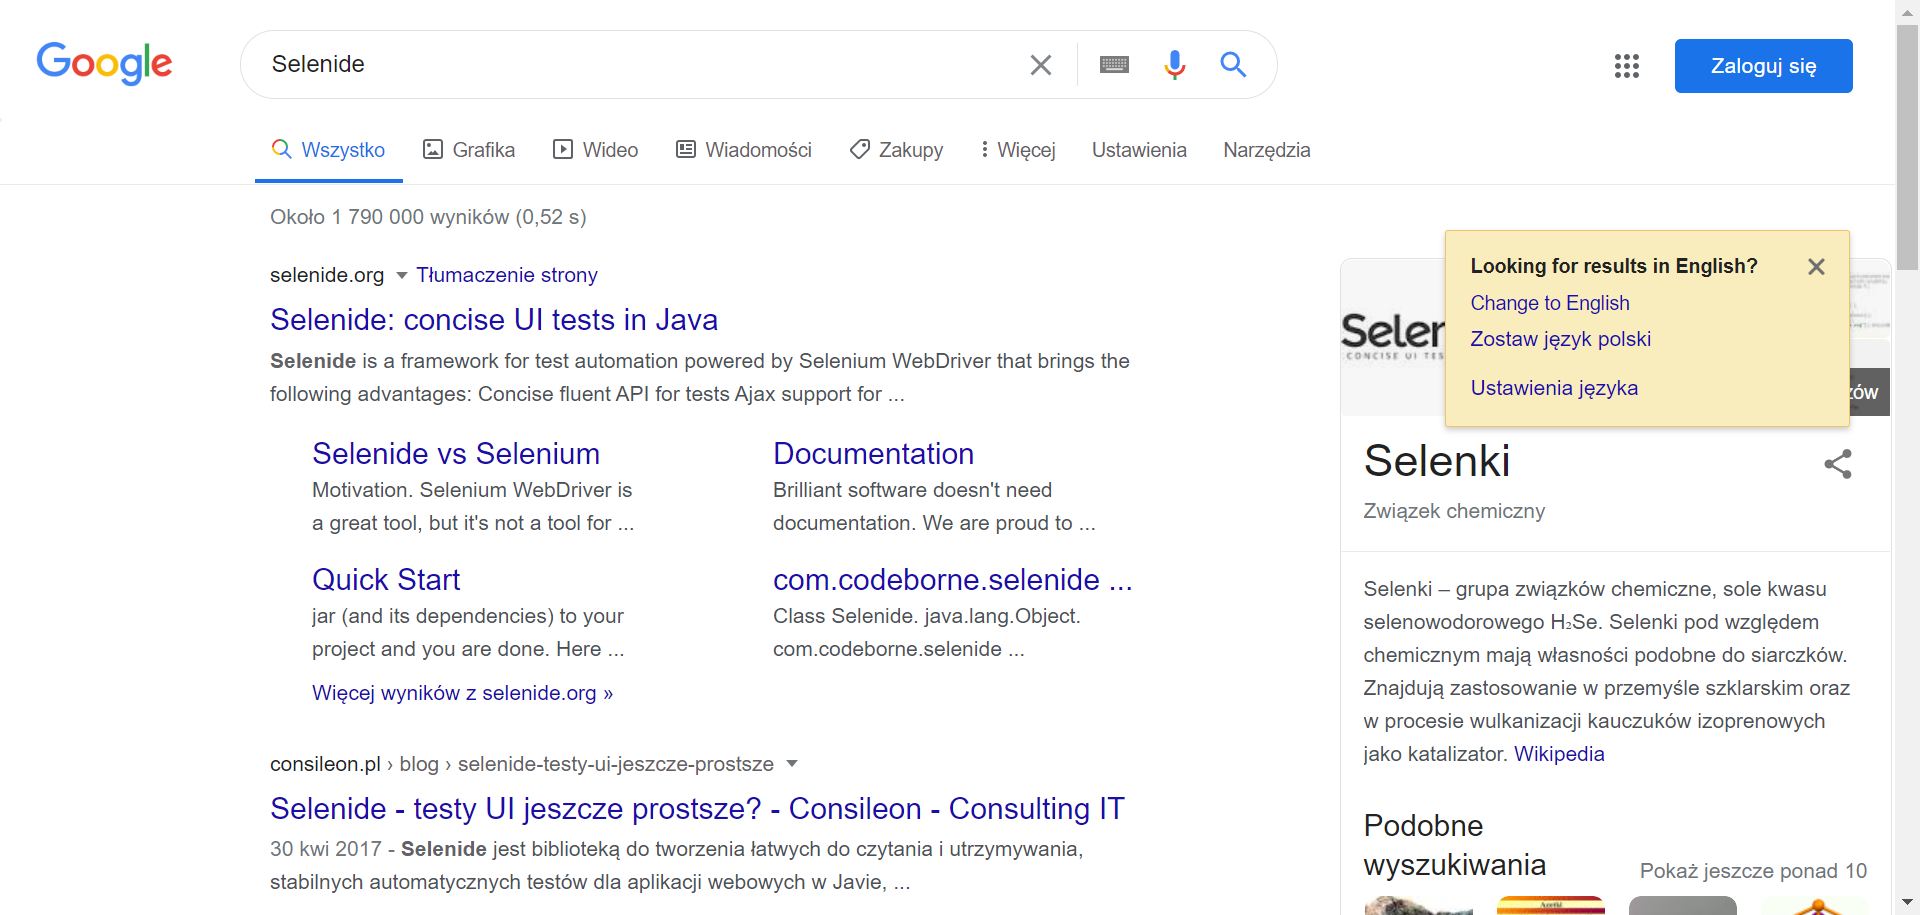 Google
Selenide
Zaloguj się
Wszystko
Grafika
Wideo
Wiadomości
Zakupy
Więcej
Ustawienia
Narzędzia
Około 1 790 000 wyników (0,52 s)
selenide.org Tłumaczenie strony
Selenide: concise UI tests in Java
Selenide is a framework for test automation powered by Selenium WebDriver that brings the
following advantages: Concise fluent API for tests Ajax support for ...
Selenide vs Selenium
Motivation. Selenium WebDriver is
a great tool, but it's not a tool for ...
Documentation
Brilliant software doesn't need
documentation. We are proud to ...
Quick Start
jar (and its dependencies) to your
project and you are done. Here ...
com.codeborne.selenide ...
Class Selenide. java.lang.Object.
com.codeborne.selenide ...
Więcej wyników z selenide.org »
consileon.pl › blog › selenide-testy-ui-jeszcze-prostsze
Selenide - testy UI jeszcze prostsze? - Consileon - Consulting IT
30 kwi 2017 - Selenide jest biblioteką do tworzenia łatwych do czytania i utrzymywania,
stabilnych automatycznych testów dla aplikacji webowych w Javie, ...
Looking for results in English?
Change to English
Zostaw język polski
Ustawienia języka
Selenki
Związek chemiczny
Selenki – grupa związków chemiczne, sole kwasu
selenowodorowego H₂Se. Selenki pod względem
chemicznym mają własności podobne do siarczków.
Znajdują zastosowanie w przemyśle szklarskim oraz
w procesie wulkanizacji kauczuków izoprenowych
jako katalizator. Wikipedia
Podobne
wyszukiwania
Pokaż jeszcze ponad 10